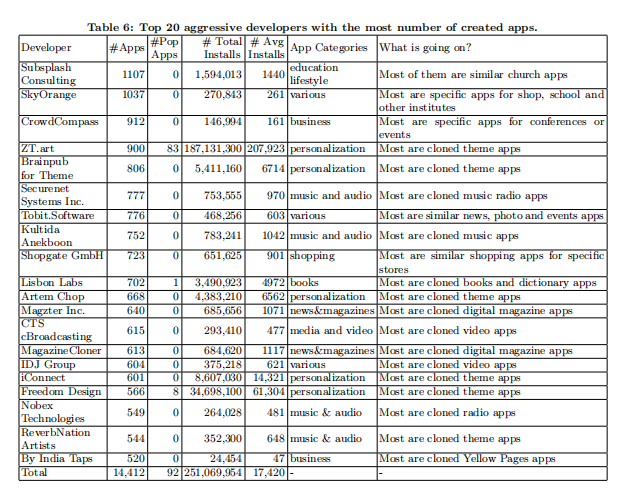 Table 6: Top 20 aggressive developers with the most number of created apps.
Developer #Apps #Pop Apps # Total Installs # Avg Installs App Categories What is going on?
Subsplash Consulting 1107 0 1,594,013 1440 education lifestyle Most of them are similar church apps
SkyOrange 1037 0 270,843 261 various Most are specific apps for shop, school and other institutes
CrowdCompass 912 0 146,994 161 business Most are specific apps for conferences or events
ZT.art 900 83 187,131,300 207,923 personalization Most are cloned theme apps
Brainpub for Theme 806 0 5,411,160 6714 personalization Most are cloned theme apps
Securenet Systems Inc. 777 0 753,555 970 music and audio Most are cloned music radio apps
Tobit.Software 776 0 468,256 603 various Most are similar news, photo and events apps
Kultida Anekboon 752 0 783,241 1042 music and audio Most are cloned music apps
Shopgate GmbH 723 0 651,625 901 shopping Most are similar shopping apps for specific stores
Lisbon Labs 702 1 3,490,923 4972 books Most are cloned books and dictionary apps
Artem Chop 668 0 4,383,210 6562 personalization Most are cloned theme apps
Magzter Inc. 640 0 685,656 1071 news&magazines Most are cloned digital magazine apps
CTS cBroadcasting 615 0 293,410 477 media and video Most are cloned video apps
MagazineCloner 613 0 684,620 1117 news&magazines Most are cloned digital magazine apps
IDJ Group 604 0 375,218 621 various Most are cloned video apps
iConnect 601 0 8,607,030 14,321 personalization Most are cloned theme apps
Freedom Design 566 8 34,698,100 61,304 personalization Most are cloned theme apps
Nobex Technologies 549 0 264,028 481 music & audio Most are cloned radio apps
ReverbNation Artists 544 0 352,300 648 music & audio Most are cloned theme apps
By India Taps 520 0 24,454 47 business Most are cloned Yellow Pages apps
Total 14,412 92 251,069,954 17,420 - -